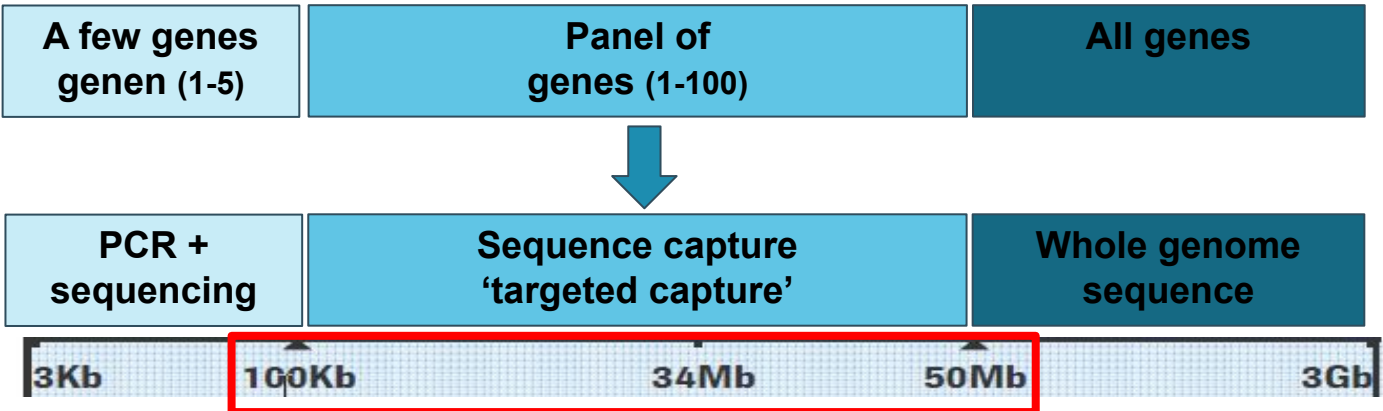 A few genes
genen (1-5)
Panel of
genes (1-100)
All genes
PCR +
sequencing
Sequence capture
‘targeted capture’
Whole genome
sequence
3Kb 100Kb 34Mb 50Mb 3Gb